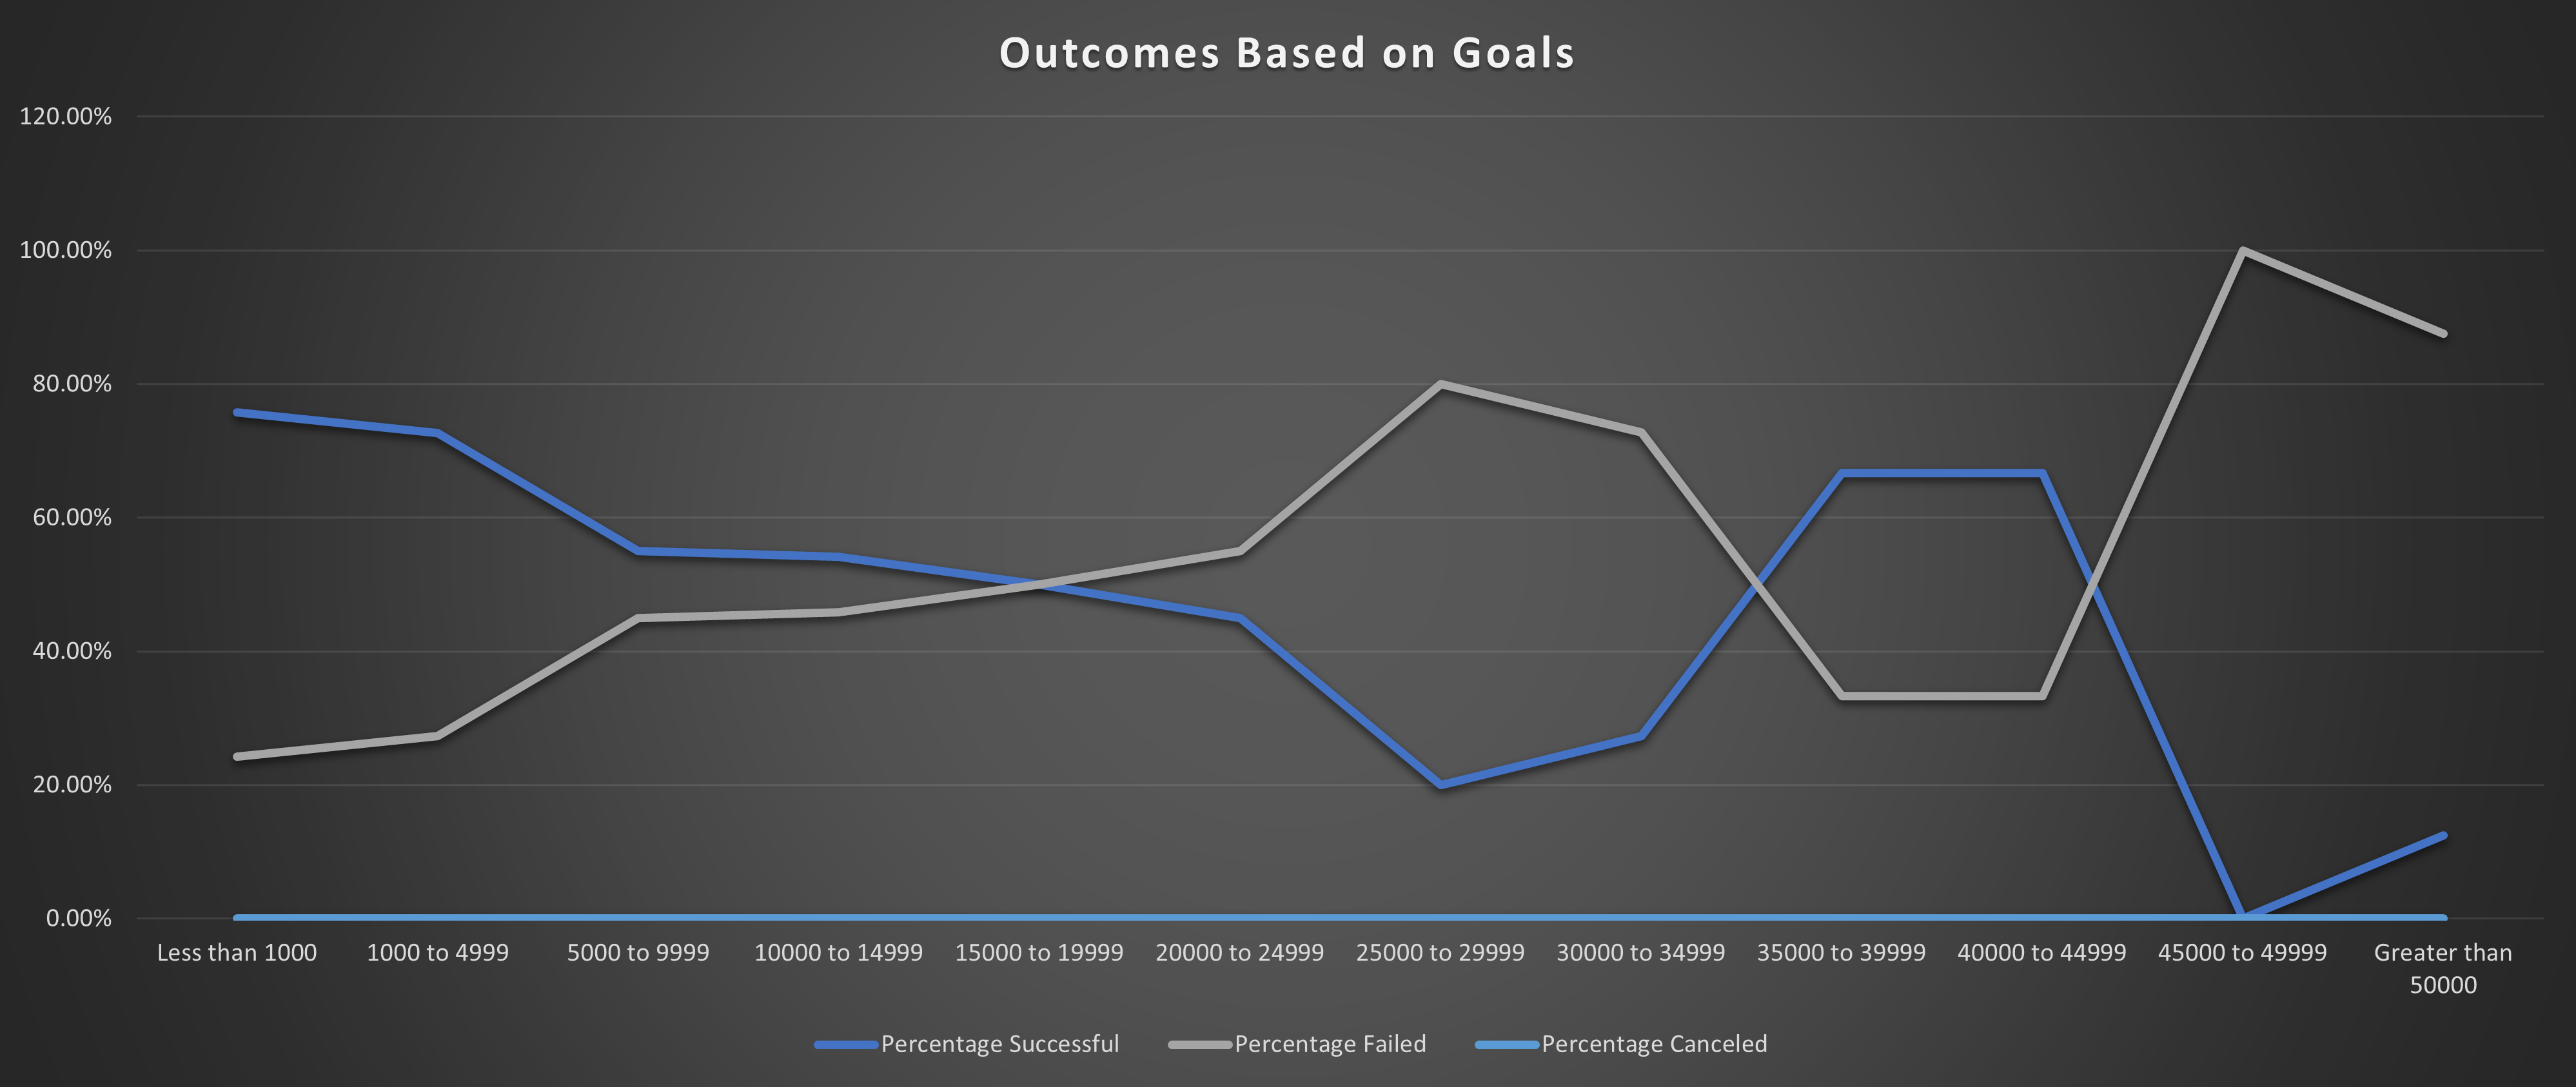 Outcomes Based on Goals
120.00%
100.00%
80.00%
60.00%
40.00%
20.00%
0.00%
Less than 1000 1000 to 4999 5000 to 9999 10000 to 14999 15000 to 19999 20000 to 24999 25000 to 29999 30000 to 34999 35000 to 39999 40000 to 44999 45000 to 49999 Greater than
50000
Percentage Successful Percentage Failed Percentage Canceled